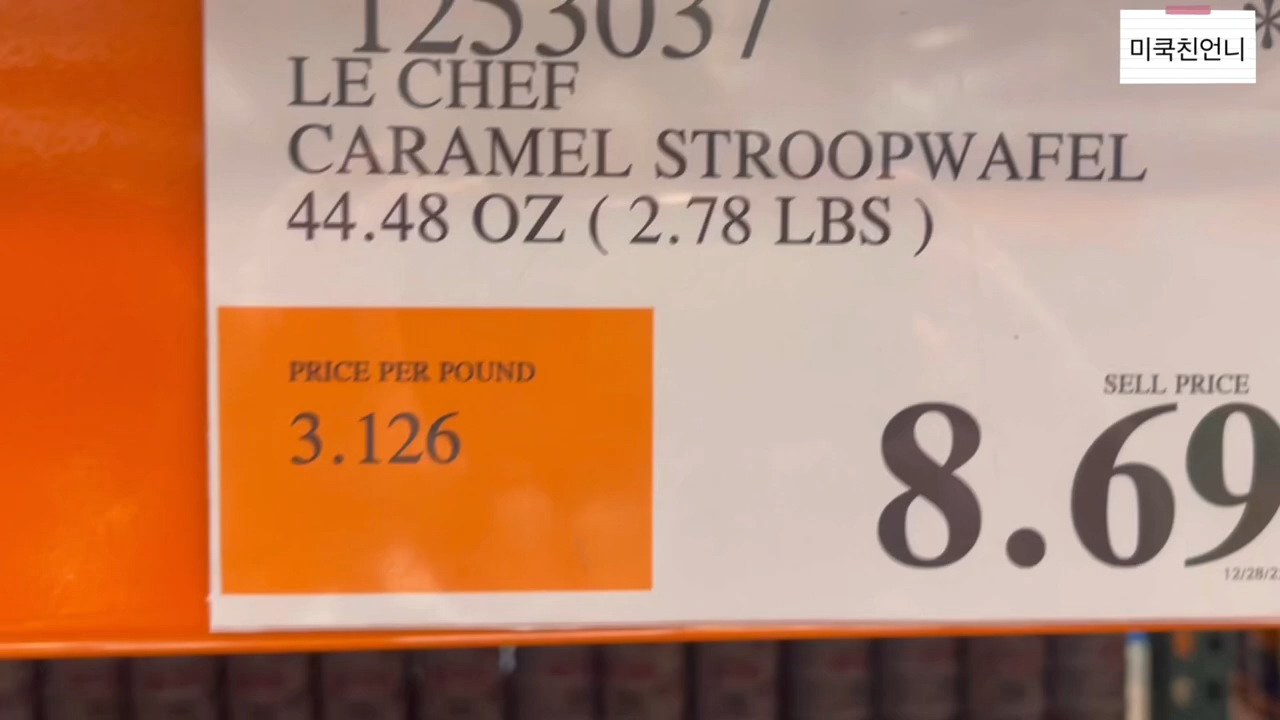 1253037
미쿡친언니
*
LE CHEF
CARAMEL STROOPWAFEL
44.48 OZ ( 2.78 LBS )
PRICE PER POUND
3.126
SELL PRICE
8.69